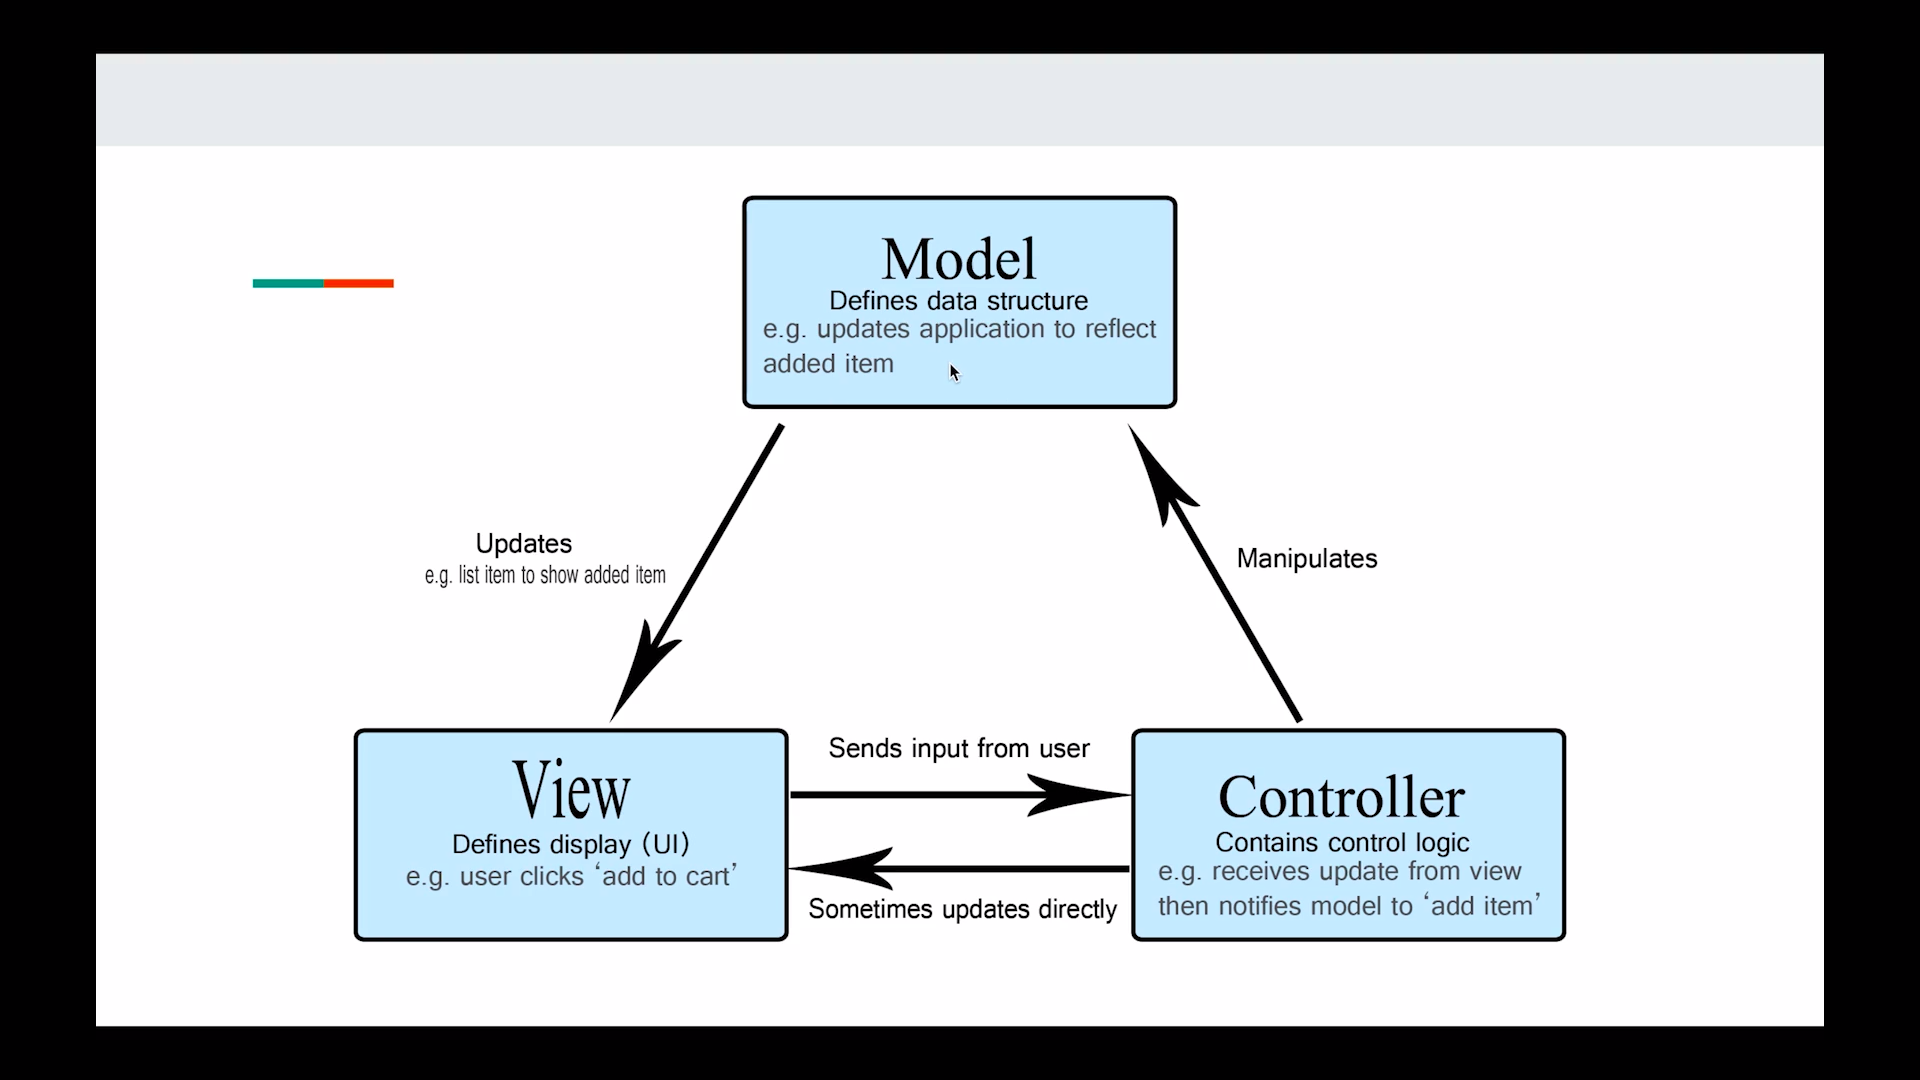 Model
Defines data structure
e.g. updates application to reflect
added item
Updates
e.g. list item to show added item
Manipulates
Sends input from user
View
Defines display (UI)
e.g. user clicks ‘add to cart’
Sometimes updates directly
Controller
Contains control logic
e.g. receives update from view
then notifies model to ‘add item’